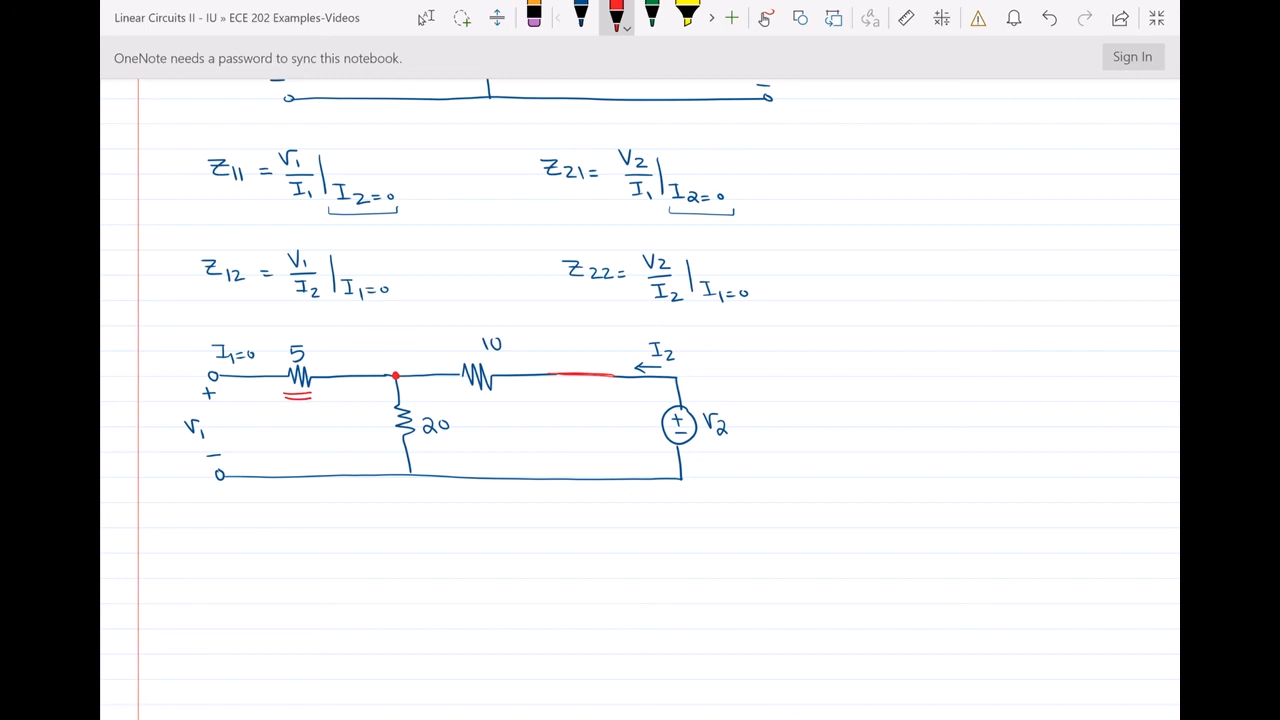 Linear Circuits II - IU » ECE 202 Examples-Videos
OneNote needs a password to sync this notebook.
Sign In
− −
Z11 = V1/I1 | I2=0 Z21 = V2/I1 | I2=0
Z12 = V1/I2 | I1=0 Z22 = V2/I2 | I1=0
I1=0 5 10 I2
+
V1 20 + − V2
−